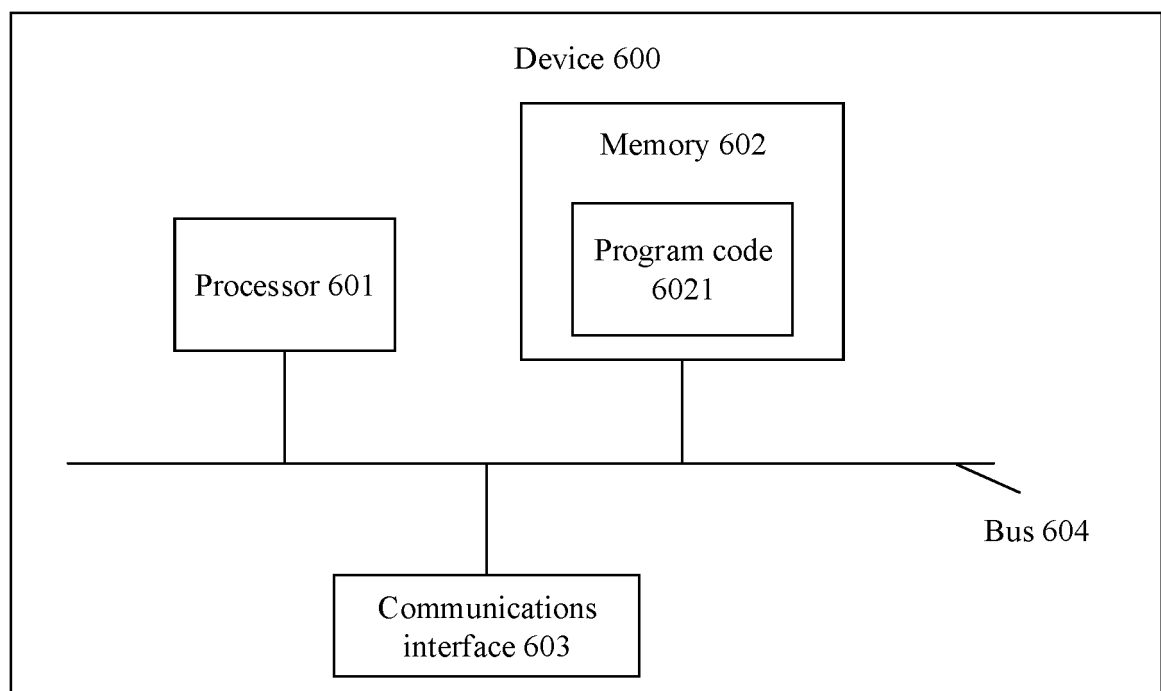 Device 600
Memory 602
Program code
6021
Processor 601
Bus 604
Communications
interface 603